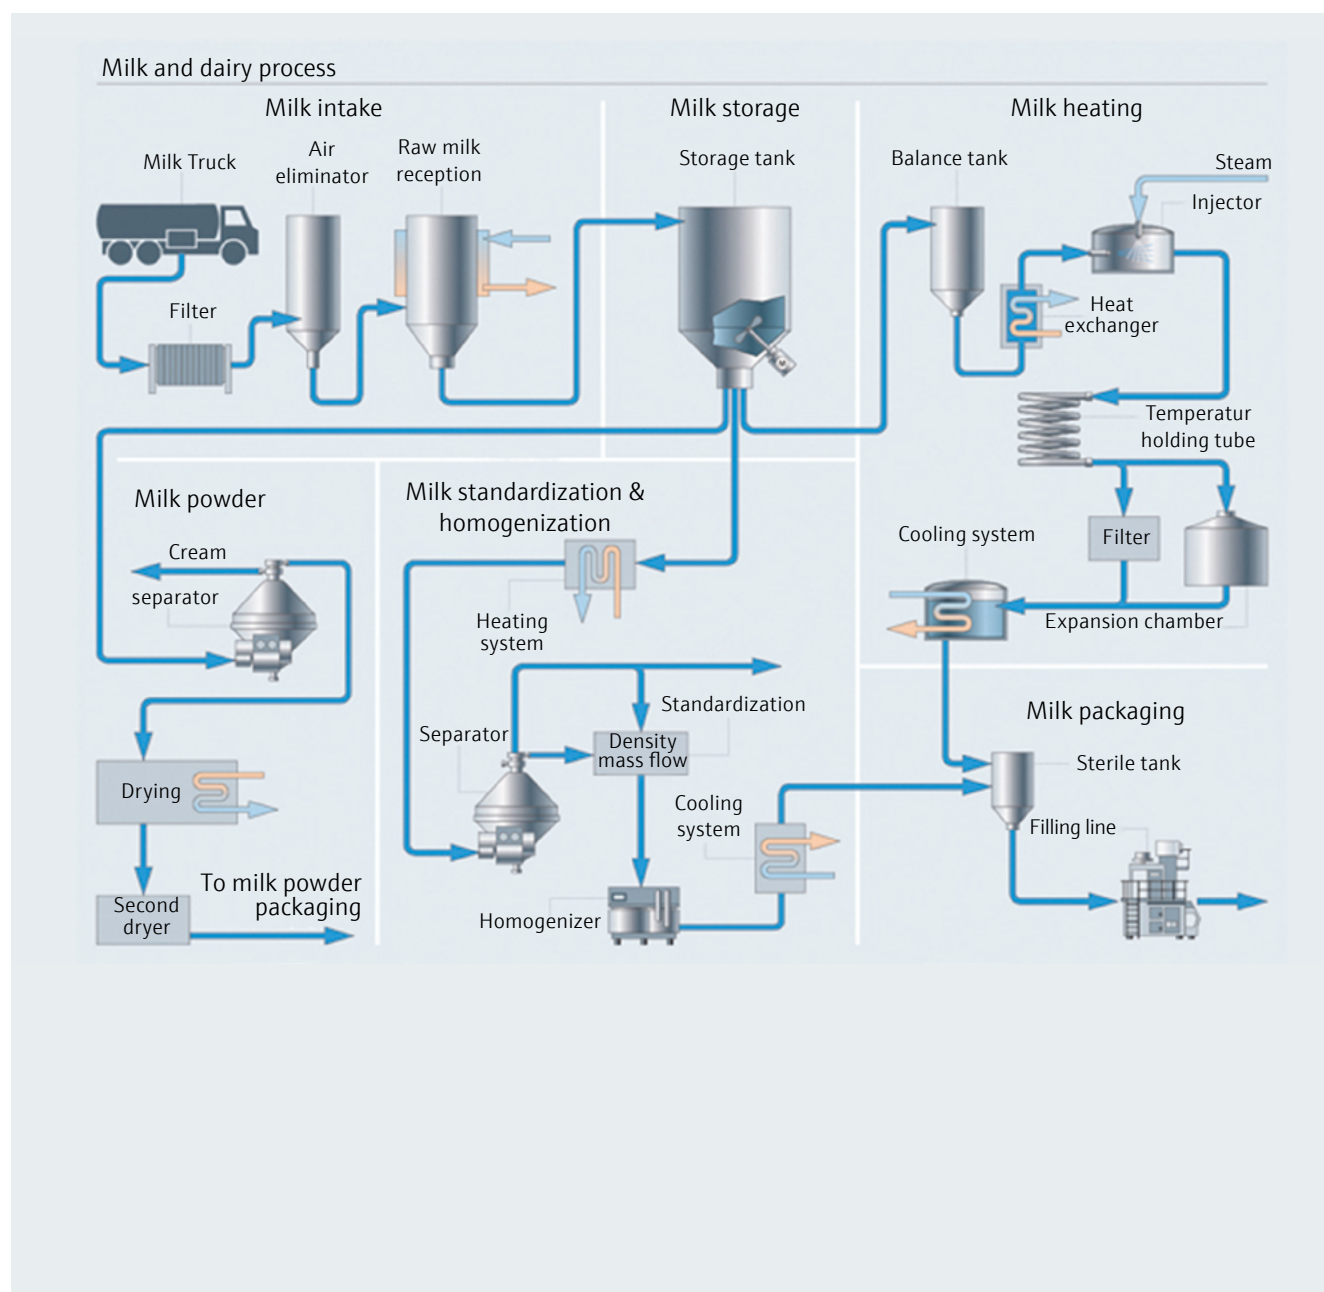 Milk and dairy process
Milk intake
Milk Truck
Air
eliminator
Raw milk
reception
Filter
Milk storage
Storage tank
Milk heating
Balance tank
Steam
Injector
Heat
exchanger
Temperatur
holding tube
Filter
Cooling system
Expansion chamber
Milk powder
Cream
separator
Drying
Second
dryer
To milk powder
packaging
Milk standardization &
homogenization
Heating
system
Separator
Standardization
Density
mass flow
Cooling
system
Homogenizer
Milk packaging
Sterile tank
Filling line